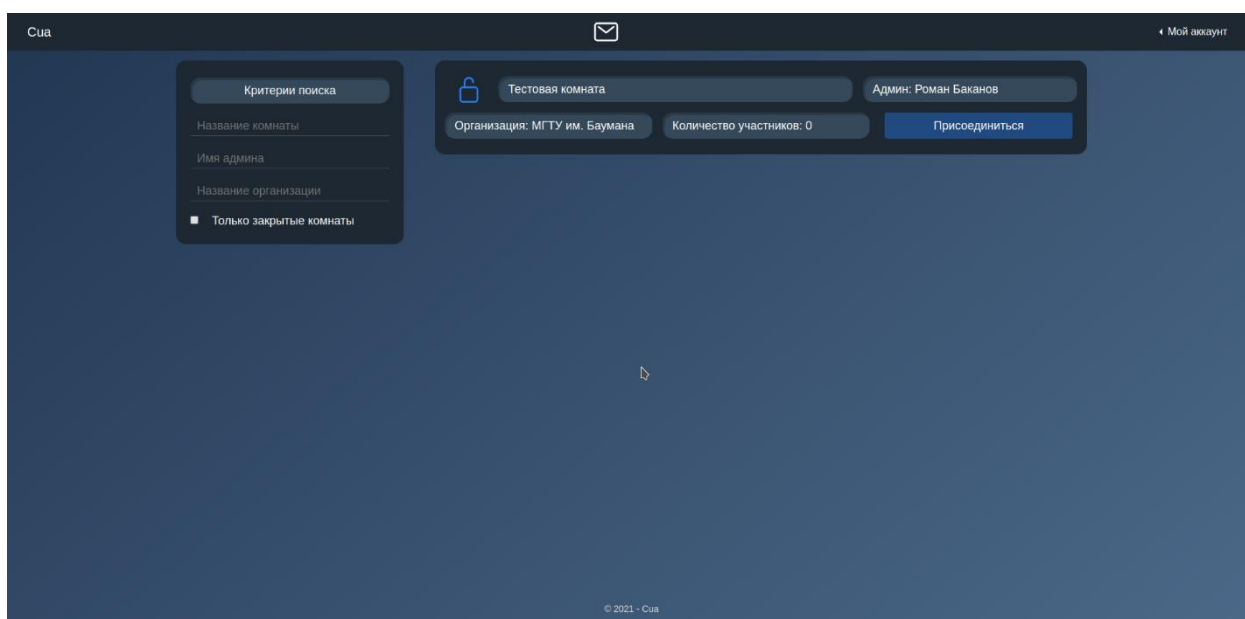 Cua
Мой аккаунт
Критерии поиска
Название комнаты
Имя админа
Название организации
Только закрытые комнаты
Тестовая комната
Админ: Роман Баканов
Организация: МГТУ им. Баумана
Количество участников: 0
Присоединиться
© 2021 - Cua